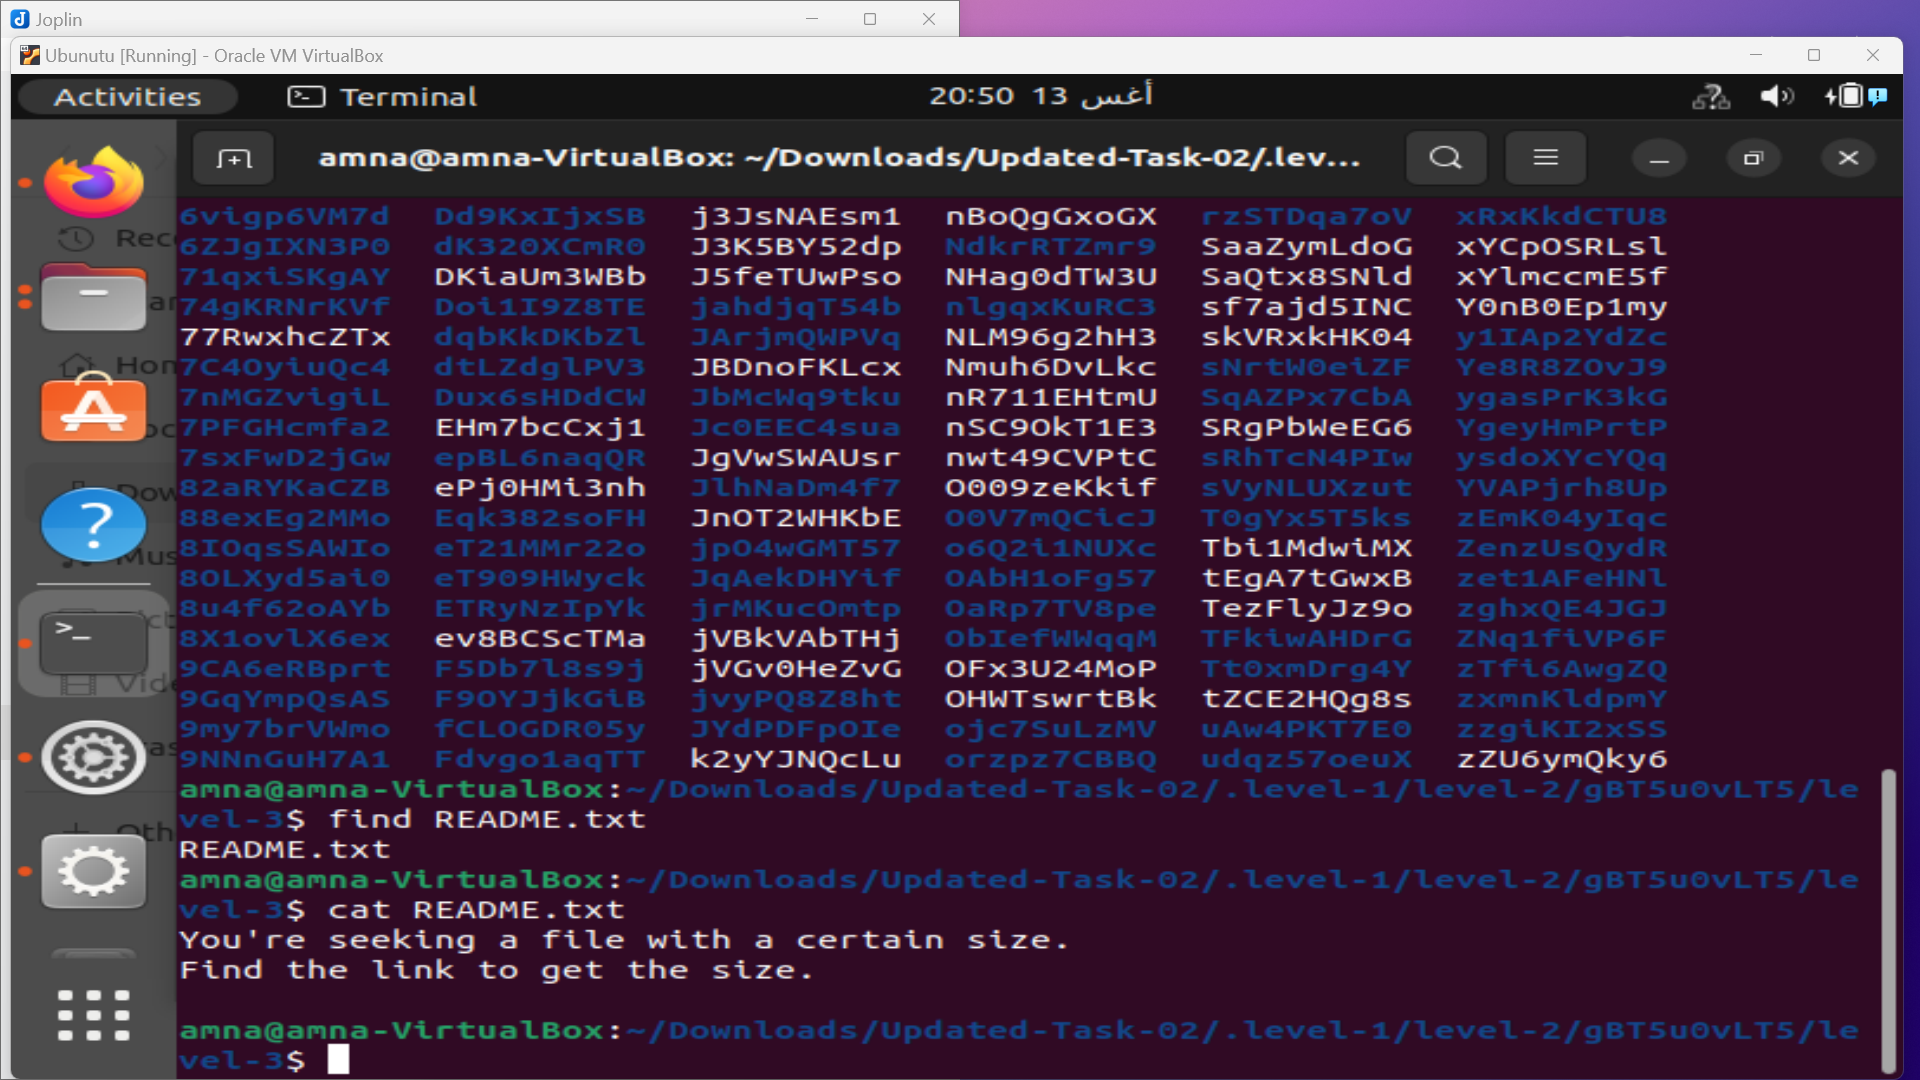 Joplin
Ubunutu [Running] - Oracle VM VirtualBox
Activities Terminal 20:50 13 أغس
amna@amna-VirtualBox: ~/Downloads/Updated-Task-02/.lev...
6vigp6VM7d Dd9KxIjxSB j3JsNAEsm1 nBoQgGxoGX rzSTDqa7oV xRxKkdCTU8
6ZJgIXN3P0 dK320XCmR0 J3K5BY52dp NdkrRTZmr9 SaaZymLdoG xYCpOSRLsl
71qxiSKgAY DKiaUm3WBb J5feTUwPso NHag0dTW3U SaQtx8SNld xYlmccmE5f
74gKRNrKVf Doi1I9Z8TE jahdjqT54b nlgqxKuRC3 sf7ajd5INC Y0nB0Ep1my
77RwxhcZTx dqbKkDKbZl JArjmQWPVq NLM96g2hH3 skVRxkHK04 y1IAp2YdZc
7C4OyiuQc4 dtLZdglPV3 JBDnoFKLcx Nmuh6DvLkc sNrtW0eiZF Ye8R8ZOvJ9
7nMGZvigiL Dux6sHDdCW JbMcWq9tku nR711EHtmU SqAZPx7CbA ygasPrK3kG
7PFGHcmfa2 EHm7bcCxj1 Jc0EEC4sua nSC9OkT1E3 SRgPbWeEG6 YgeyHmPrtP
7sxFwD2jGw epBL6naqQR JgVwSWAUsr nwt49CVPtC sRhTcN4PIw ysdoXYcYQq
82aRYKaCZB ePj0HMi3nh JlhNaDm4f7 O009zeKkif sVyNLUXzut YVAPjrh8Up
88exEg2MMo Eqk382soFH JnOT2WHKbE O0V7mQCicJ T0gYx5T5ks zEmK04yIqc
8IOqsSAWIo eT21MMr22o jpO4wGMT57 o6Q2i1NUXc Tbi1MdwiMX ZenzUsQydR
8OLXyd5ai0 eT909HWyck JqAekDHYif OAbH1oFg57 tEgA7tGwxB zet1AFeHNl
8u4f62oAYb ETRyNzIpYk jrMKucOmtp OaRp7TV8pe TezFlyJz9o zghxQE4JGJ
8X1ovlX6ex ev8BCScTMa jVBkVAbTHj ObIefWWqqM TFkiwAHDrG ZNq1fiVP6F
9CA6eRBprt F5Db7l8s9j jVGv0HeZvG OFx3U24MoP Tt0xmDrg4Y zTfi6AwgZQ
9GqYmpQsAS F9OYJjkGiB jvyPQ8Z8ht OHWTswrtBk tZCE2HQg8s zxmnKldpmY
9my7brVWmo fCLOGDR05y JYdPDFpOIe ojc7SuLzMV uAw4PKT7E0 zzgiKI2xSS
9NNnGuH7A1 Fdvgo1aqTT k2yYJNQcLu orzpz7CBBQ udqz57oeuX zZU6ymQky6
amna@amna-VirtualBox:~/Downloads/Updated-Task-02/.level-1/level-2/gBT5u0vLT5/le
vel-3$ find README.txt
README.txt
amna@amna-VirtualBox:~/Downloads/Updated-Task-02/.level-1/level-2/gBT5u0vLT5/le
vel-3$ cat README.txt
You're seeking a file with a certain size.
Find the link to get the size.
amna@amna-VirtualBox:~/Downloads/Updated-Task-02/.level-1/level-2/gBT5u0vLT5/le
vel-3$